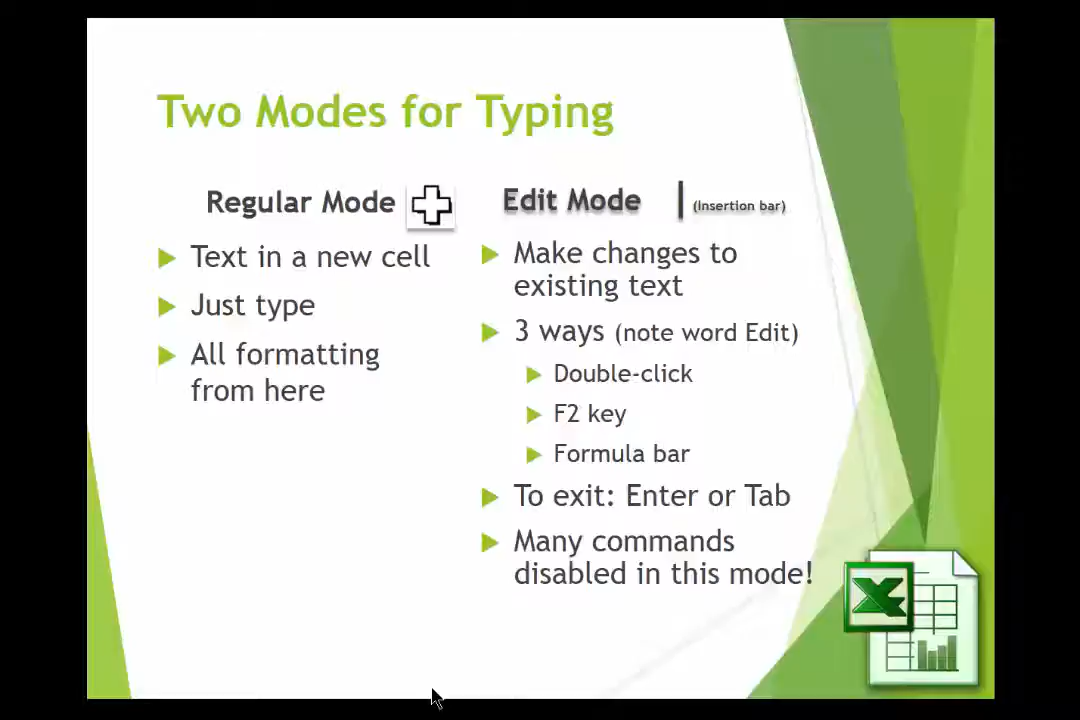 Two Modes for Typing
Regular Mode
Text in a new cell
Just type
All formatting
from here
Edit Mode
(Insertion bar)
Make changes to
existing text
3 ways (note word Edit)
Double-click
F2 key
Formula bar
To exit: Enter or Tab
Many commands
disabled in this mode!